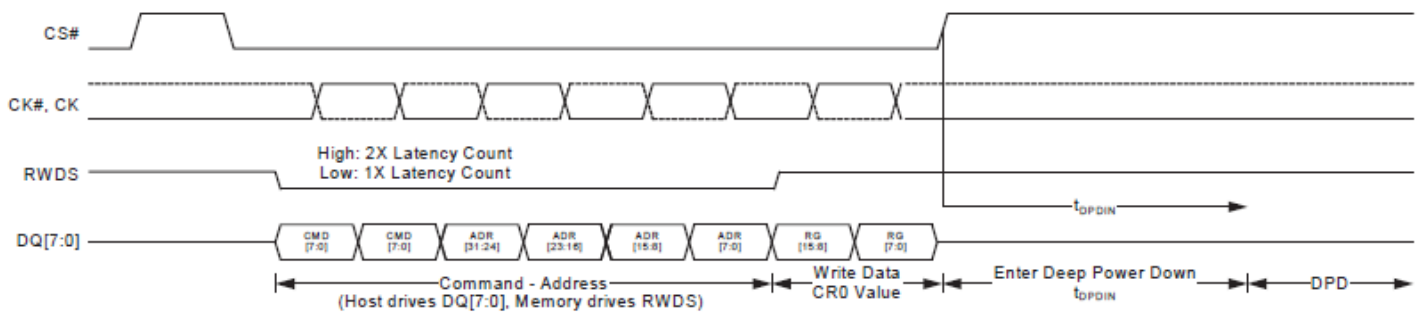 CS#
CK#, CK
High: 2X Latency Count
Low: 1X Latency Count
RWDS
tDPDIN
DQ[7:0]
CMD [7:0]
CMD [7:0]
ADR [31:24]
ADR [23:16]
ADR [15:8]
ADR [7:0]
RG [15:8]
RG [7:0]
Command - Address
(Host drives DQ[7:0], Memory drives RWDS)
Write Data
CR0 Value
Enter Deep Power Down
tDPDIN
DPD